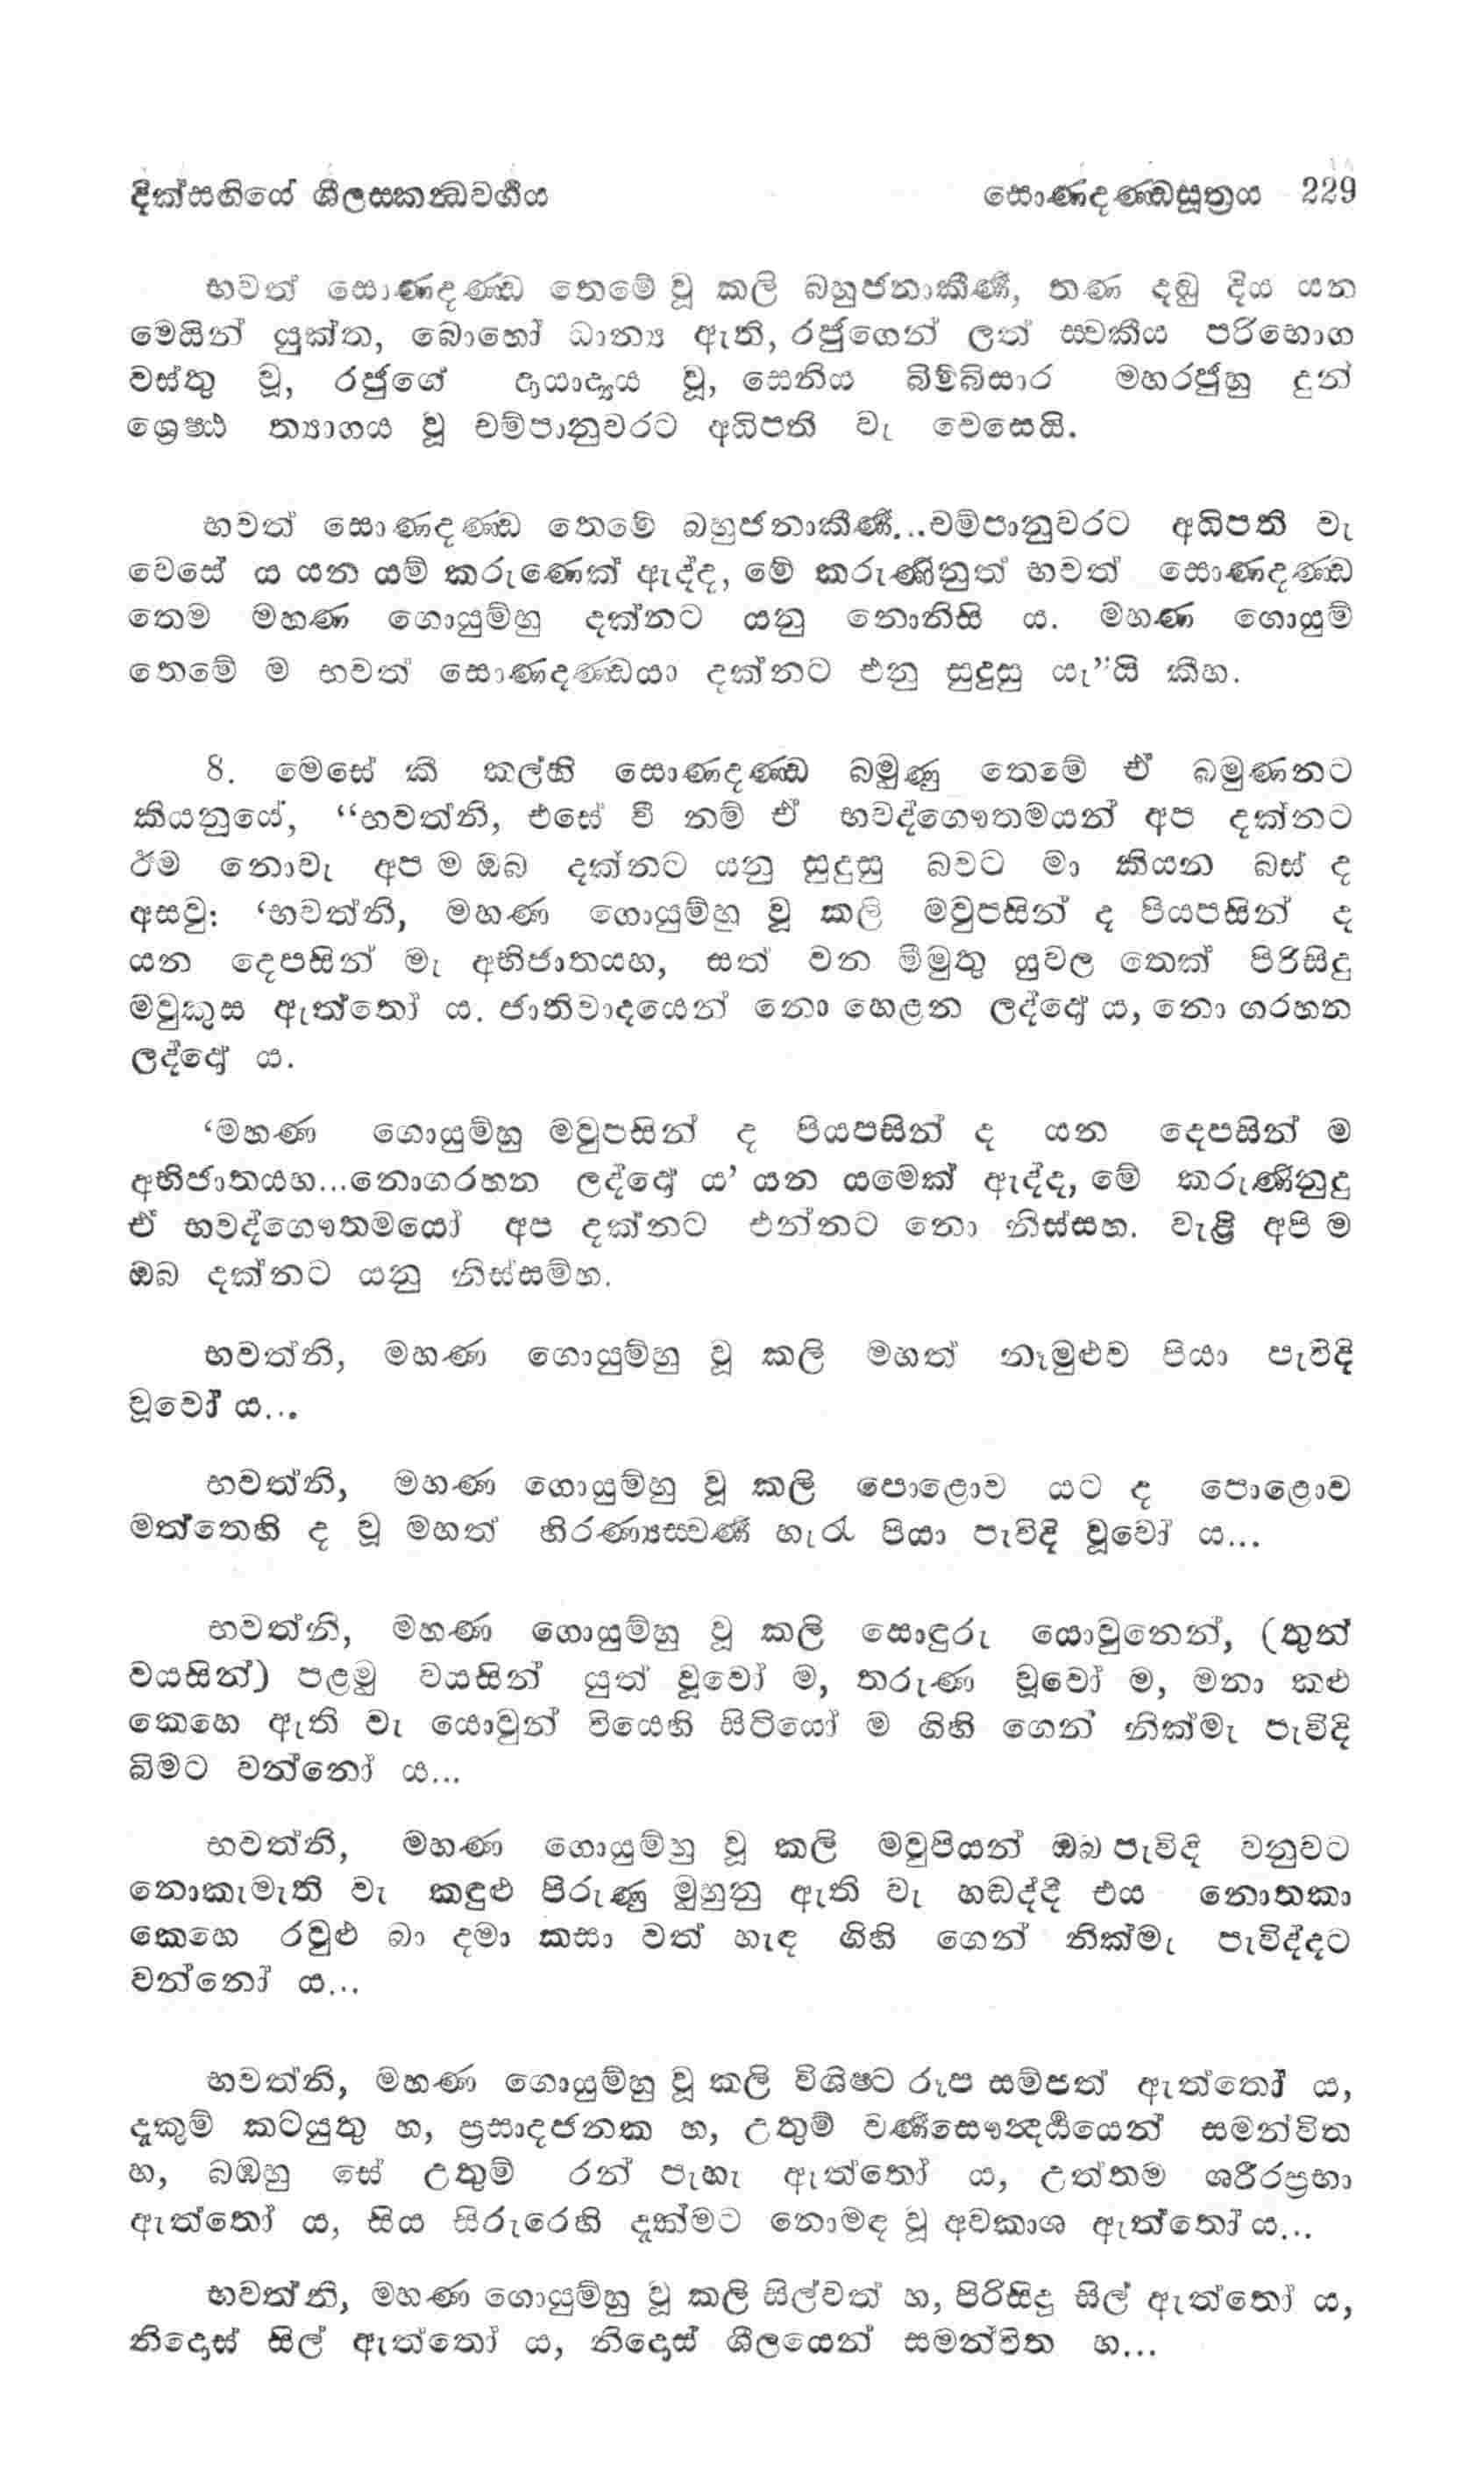 දික්සඟියේ ශීලස්කන්ධවර්ගය සොණදණ්ඩසූත්‍රය 229
භවත් සොණදණ්ඩ තෙමේ වූ කලි බහුජනාකීර්ණ, තණ දඬු දිය යන
මෙයින් යුක්ත, බොහෝ ධාන්‍ය ඇති, රජුගෙන් ලත් ස්වකීය පරිභොග
වස්තු වූ, රජුගේ දායාද්‍යය වූ, සෙනිය බිම්බිසාර මහරජුහු දුන්
ශ්‍රෙෂ්ඨ ත්‍යාගය වූ චම්පානුවරට අධිපති වැ වෙසෙයි.
භවත් සොණදණ්ඩ තෙමේ බහුජනාකීර්ණ...චම්පානුවරට අධිපති වැ
වෙසේ ය යන යම් කරුණෙක් ඇද්ද, මේ කරුණිනුත් භවත් සොණදණ්ඩ
තෙම මහණ ගොයුම්හු දක්නට යනු නොනිසි ය. මහණ ගොයුම්
තෙමේ ම භවත් සොණදණ්ඩයා දක්නට එනු සුදුසු යැ”යි කීහ.
8. මෙසේ කී කල්හි සොණදණ්ඩ බමුණු තෙමේ ඒ බමුණනට
කියනුයේ, “භවත්නි, එසේ වී නම් ඒ භවද්ගෞතමයන් අප දක්නට
ඊම නොවැ අප ම ඔබ දක්නට යනු සුදුසු බවට මා කියන බස් ද
අසවු: ‘භවත්නි, මහණ ගොයුම්හු වූ කලි මවුපසින් ද පියපසින් ද
යන දෙපසින් මැ අභිජාතයහ, සත් වන මීමුතු යුවල තෙක් පිරිසිදු
මවුකුස ඇත්තෝ ය. ජාතිවාදයෙන් නො හෙළන ලද්දෝ ය, නො ගරහන
ලද්දෝ ය.
‘මහණ ගොයුම්හු මවුපසින් ද පියපසින් ද යන දෙපසින් ම
අභිජාතයහ...නොගරහන ලද්දෝ ය’ යන යමෙක් ඇද්ද, මේ කරුණිනුදු
ඒ භවද්ගෞතමයෝ අප දක්නට එන්නට නො නිස්සහ. වැළි අපි ම
ඔබ දක්නට යනු නිස්සම්හ.
භවත්නි, මහණ ගොයුම්හු වූ කලි මහත් නෑමුළුව පියා පැවිදි
වූවෝ ය...
භවත්නි, මහණ ගොයුම්හු වූ කලි පොළොව යට ද පොළොව
මත්තෙහි ද වූ මහත් හිරණ්‍යස්වර්ණ හැරැ පියා පැවිදි වූවෝ ය...
භවත්නි, මහණ ගොයුම්හු වූ කලි සොඳුරු යොවුනෙන්, (තුන්
වයසින්) පළමු වයසින් යුත් වූවෝ ම, තරුණ වූවෝ ම, මනා කළු
කෙහෙ ඇති වැ යොවුන් වියෙහි සිටියෝ ම ගිහි ගෙන් නික්මැ පැවිදි
බිමට වන්නෝ ය...
භවත්නි, මහණ ගොයුම්හු වූ කලි මවුපියන් ඔබ පැවිදි වනුවට
නොකැමැති වැ කඳුළු පිරුණු මුහුනු ඇති වැ හඬද්දී එය නොතකා
කෙහෙ රවුළු බා දමා කසා වත් හැඳ ගිහි ගෙන් නික්මැ පැවිද්දට
වන්නෝ ය...
භවත්නි, මහණ ගොයුම්හු වූ කලි විශිෂ්ට රූප සම්පත් ඇත්තෝ ය,
දැකුම් කටයුතු හ, ප්‍රසාදජනක හ, උතුම් වර්ණසෞන්දර්යයෙන් සමන්විත
හ, බඹහු සේ උතුම් රන් පැහැ ඇත්තෝ ය, උත්තම ශරීරප්‍රභා
ඇත්තෝ ය, සිය සිරුරෙහි දැක්මට නොමඳ වූ අවකාශ ඇත්තෝ ය...
භවත්නි, මහණ ගොයුම්හු වූ කලි සිල්වත් හ, පිරිසිදු සිල් ඇත්තෝ ය,
නිදොස් සිල් ඇත්තෝ ය, නිදොස් ශීලයෙන් සමන්විත හ...